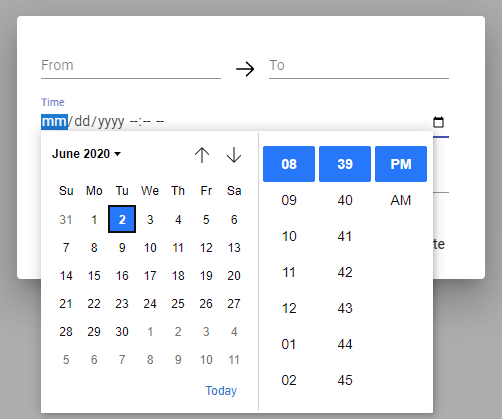 From To
Time
mm/dd/yyyy --:-- --
June 2020
Su Mo Tu We Th Fr Sa
31 1 2 3 4 5 6
7 8 9 10 11 12 13
14 15 16 17 18 19 20
21 22 23 24 25 26 27
28 29 30 1 2 3 4
5 6 7 8 9 10 11
Today
08 39 PM
09 40 AM
10 41
11 42
12 43
01 44
02 45
te